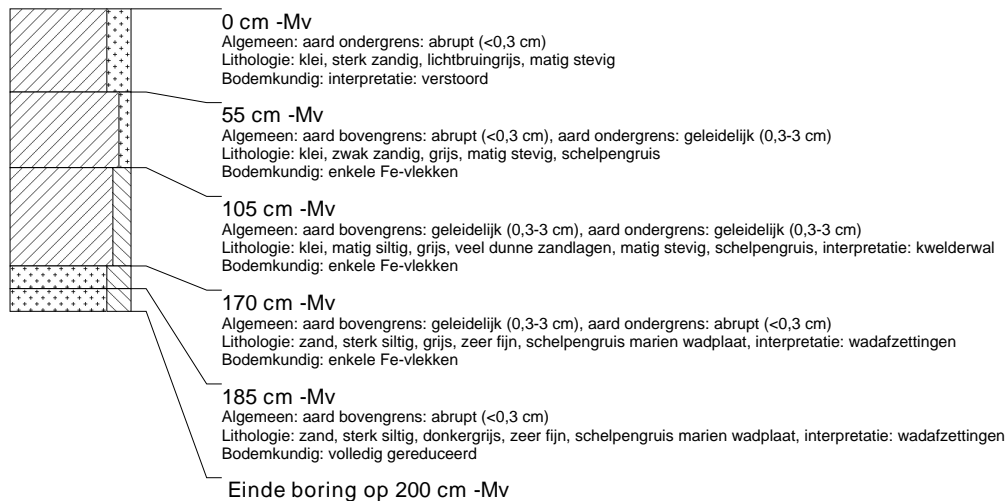 0 cm -Mv
Algemeen: aard ondergrens: abrupt (<0,3 cm)
Lithologie: klei, sterk zandig, lichtbruingrijs, matig stevig
Bodemkundig: interpretatie: verstoord
55 cm -Mv
Algemeen: aard bovengrens: abrupt (<0,3 cm), aard ondergrens: geleidelijk (0,3-3 cm)
Lithologie: klei, zwak zandig, grijs, matig stevig, schelpengruis
Bodemkundig: enkele Fe-vlekken
105 cm -Mv
Algemeen: aard bovengrens: geleidelijk (0,3-3 cm), aard ondergrens: geleidelijk (0,3-3 cm)
Lithologie: klei, matig siltig, grijs, veel dunne zandlagen, matig stevig, schelpengruis, interpretatie: kwelderwal
Bodemkundig: enkele Fe-vlekken
170 cm -Mv
Algemeen: aard bovengrens: geleidelijk (0,3-3 cm), aard ondergrens: abrupt (<0,3 cm)
Lithologie: zand, sterk siltig, grijs, zeer fijn, schelpengruis marien wadplaat, interpretatie: wadafzettingen
Bodemkundig: enkele Fe-vlekken
185 cm -Mv
Algemeen: aard bovengrens: abrupt (<0,3 cm)
Lithologie: zand, sterk siltig, donkergrijs, zeer fijn, schelpengruis marien wadplaat, interpretatie: wadafzettingen
Bodemkundig: volledig gereduceerd
Einde boring op 200 cm -Mv